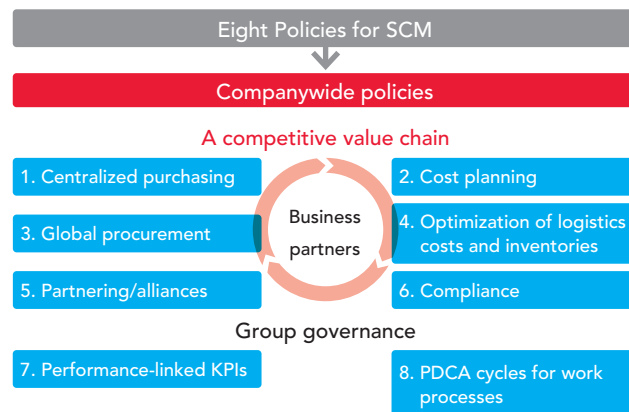 Eight Policies for SCM
Companywide policies
A competitive value chain
1. Centralized purchasing
2. Cost planning
Business
partners
3. Global procurement
4. Optimization of logistics
costs and inventories
5. Partnering/alliances
6. Compliance
Group governance
7. Performance-linked KPIs
8. PDCA cycles for work
processes